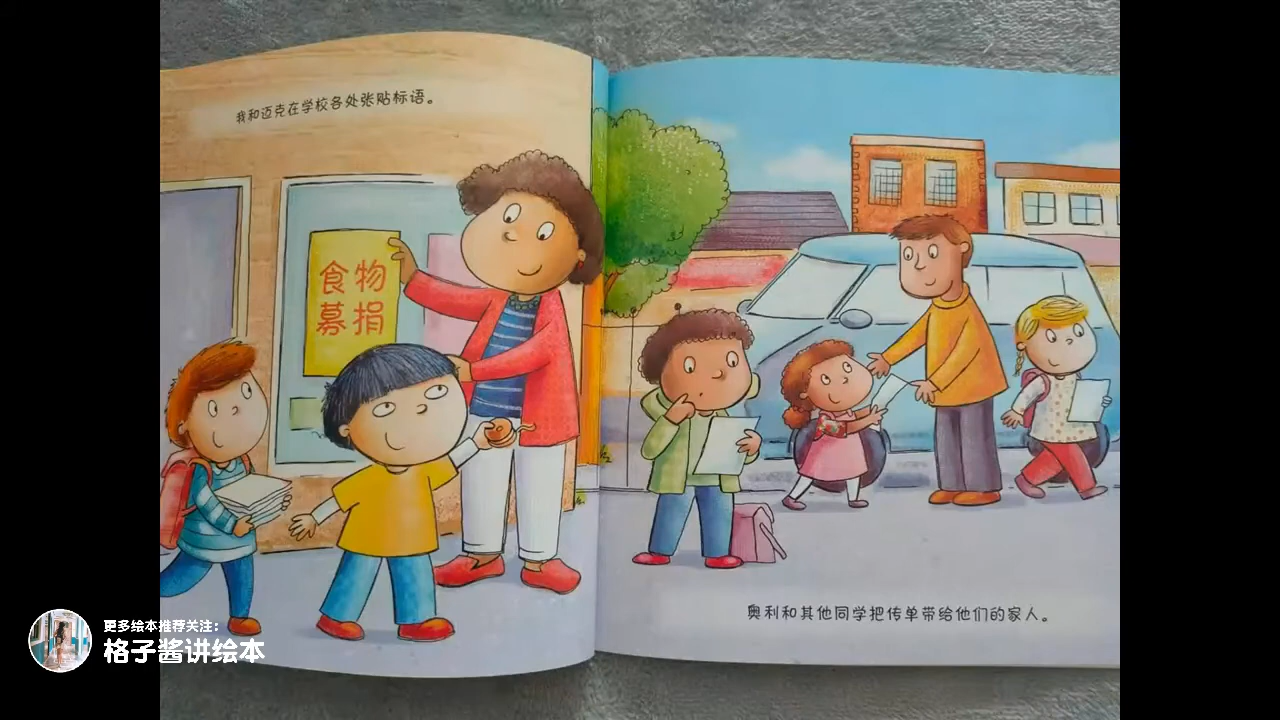 我和迈克在学校各处张贴标语。
食物
募捐
奥利和其他同学把传单带给他们的家人。
更多绘本推荐关注：
格子酱讲绘本